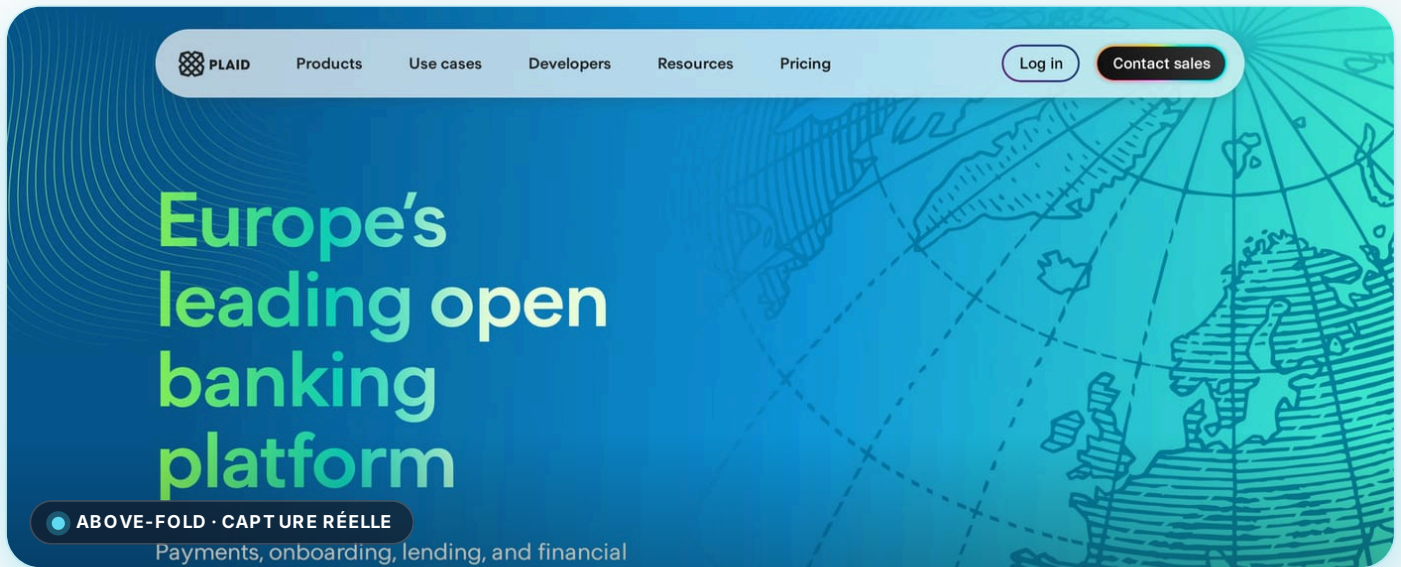 PLAID Products Use cases Developers Resources Pricing Log in Contact sales
Europe's
leading open
banking
platform
ABOVE-FOLD · CAPTURE RÉELLE
Payments, onboarding, lending, and financial